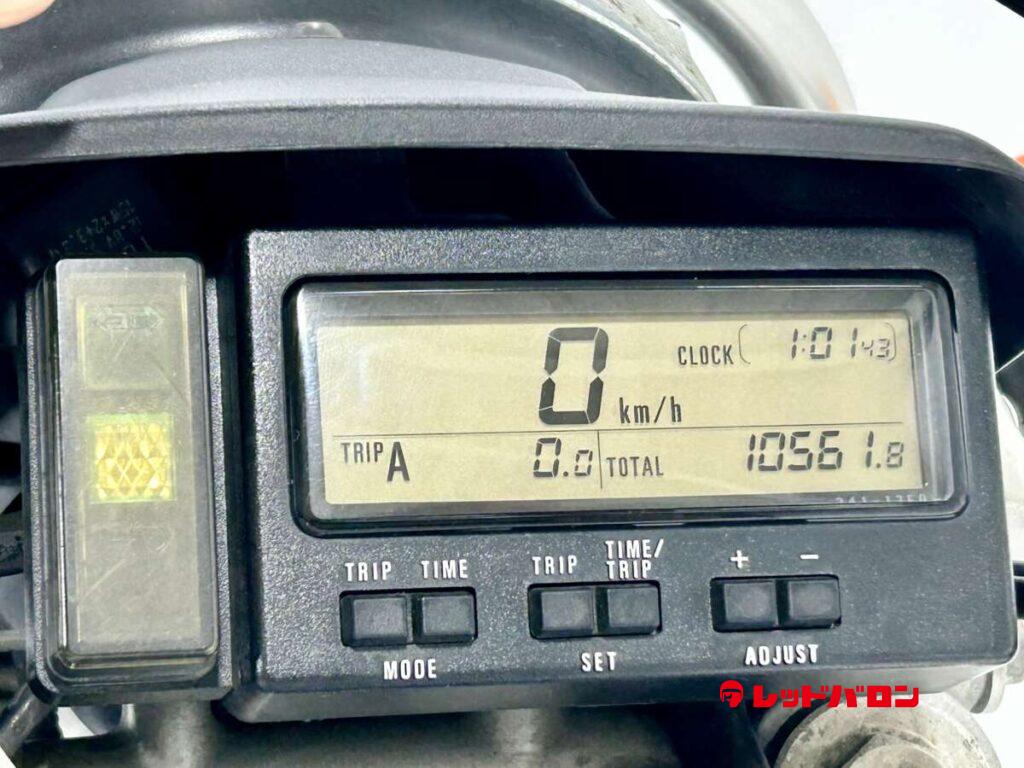 0 km/h
CLOCK 1:01 43
TRIP A 0.0
TOTAL 10561.8
TRIP TIME
MODE
TRIP TIME/TRIP
SET
+ −
ADJUST
レッドバロン